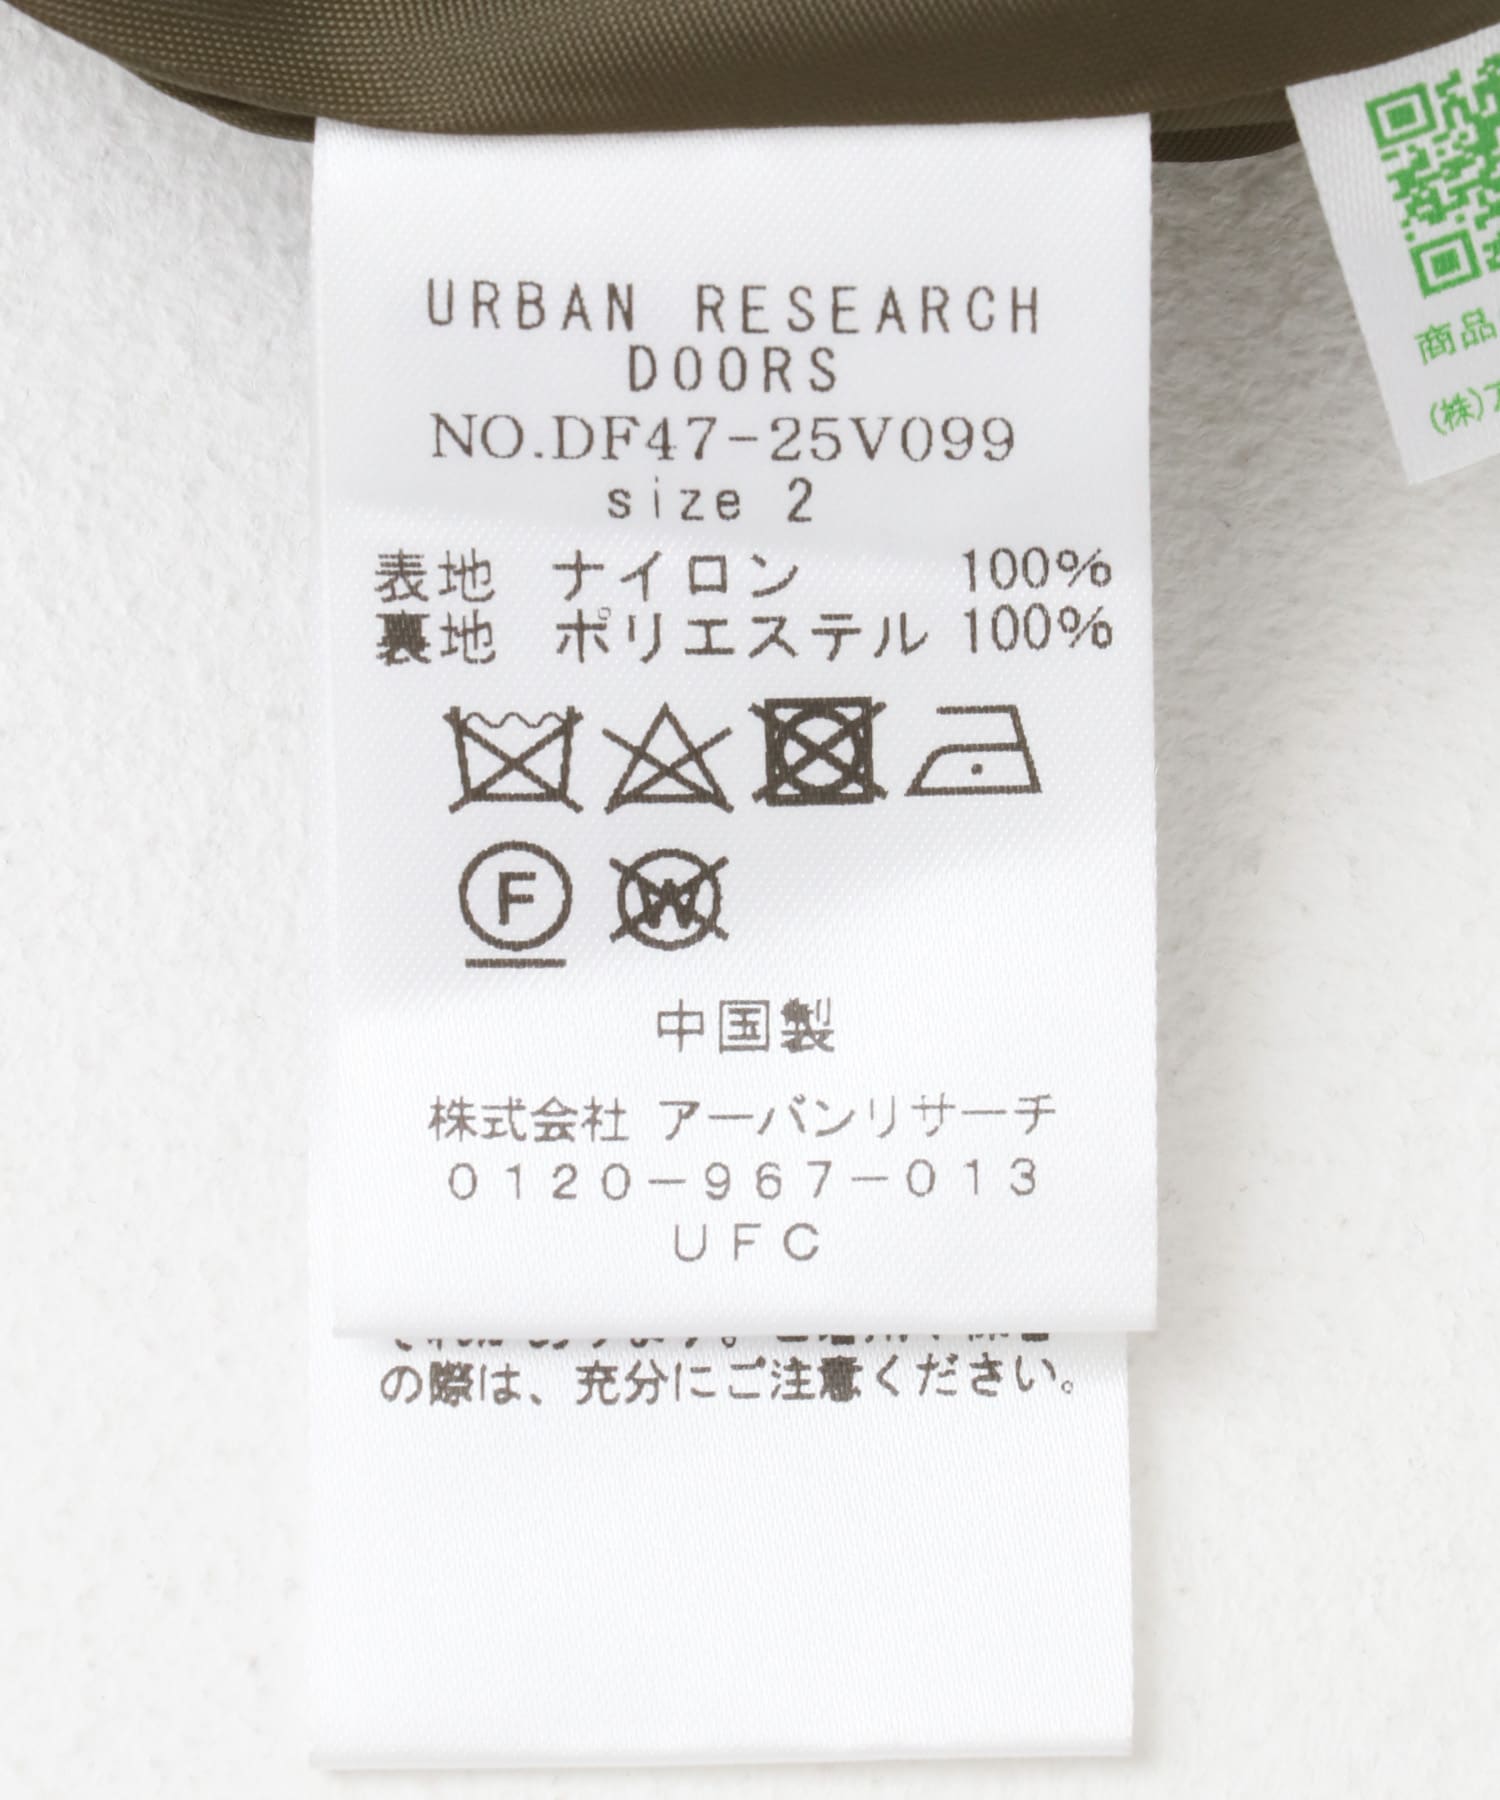 URBAN RESEARCH
DOORS
NO.DF47-25V099
size 2
表地 ナイロン 100%
裏地 ポリエステル 100%
F
W
中国製
株式会社 アーバンリサーチ
0120-967-013
UFC
の際は、充分にご注意ください。
商品
(株)